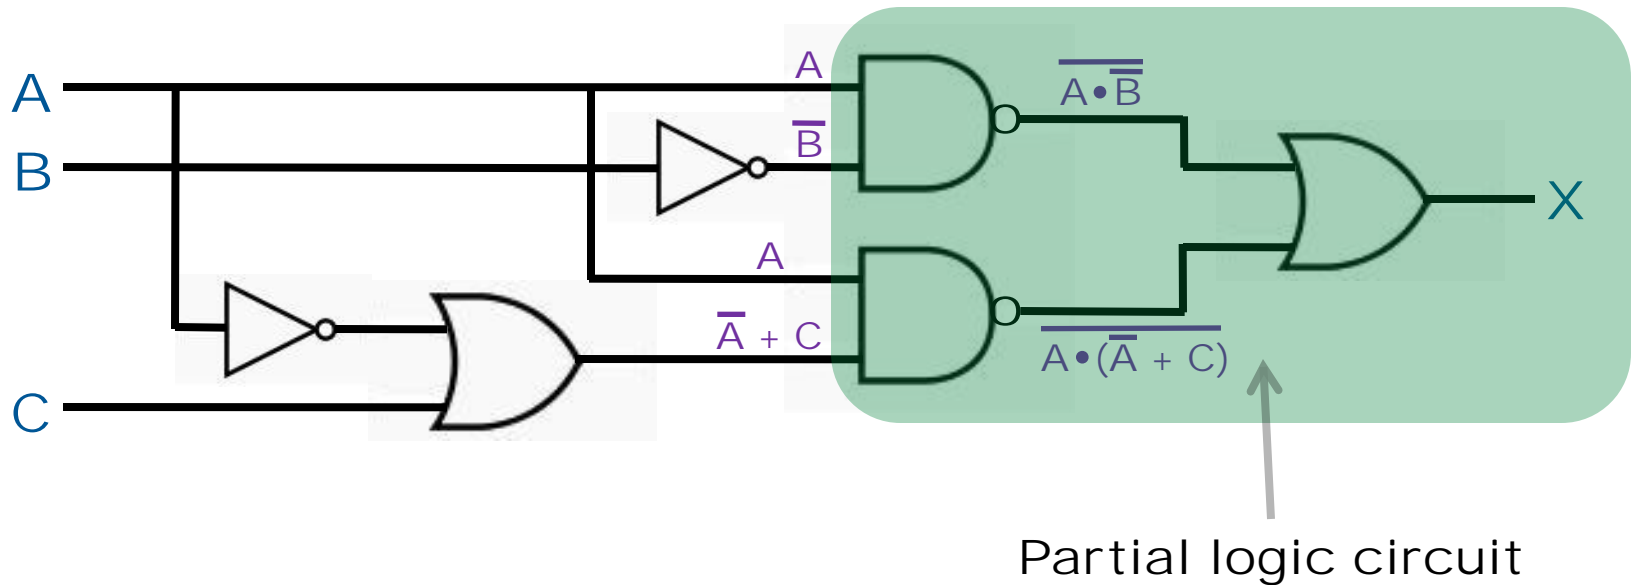 A
A
B̅
A̅•̅B̅
B
X
A
A̅ + C
A•(A̅ + C)̅
C
Partial logic circuit